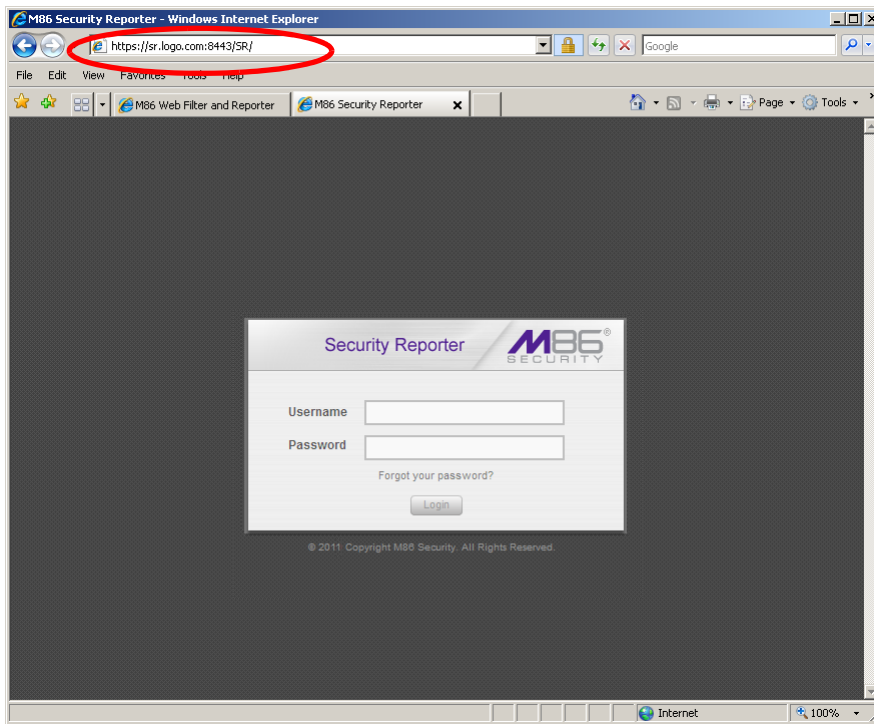 M86 Security Reporter - Windows Internet Explorer
https://sr.logo.com:8443/SR/
Google
File Edit View Favorites Tools Help
M86 Web Filter and Reporter
M86 Security Reporter
Page
Tools
Security Reporter
M86®
SECURITY
Username
Password
Forgot your password?
Login
© 2011 Copyright M86 Security. All Rights Reserved.
Internet
100%